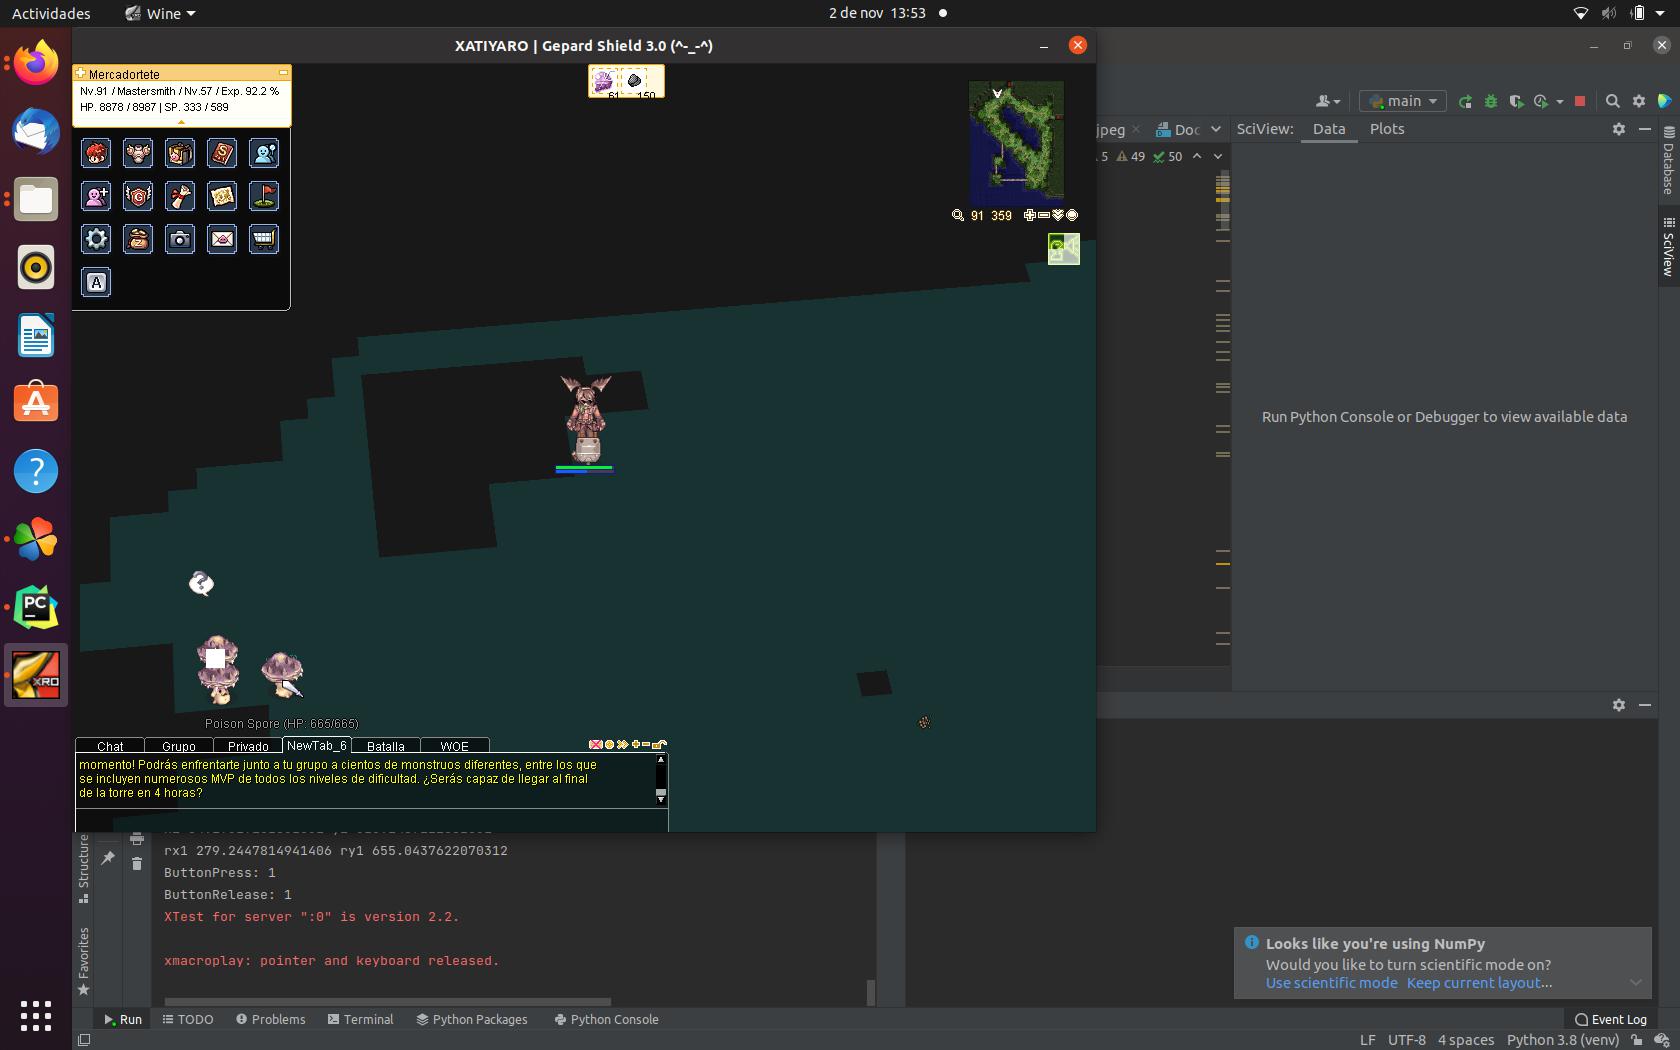 Actividades
Wine
2 de nov 13:53
XATIYARO | Gepard Shield 3.0 (^-_-^)
Mercadortete
Nv.91 / Mastersmith / Nv.57 / Exp. 92.2 %
HP. 8878 / 8987 | SP. 333 / 589
61 150
S
G
Z
A
91 359
main
jpeg
Doc
SciView:
Data
Plots
5 49 50
Database
SciView
Run Python Console or Debugger to view available data
?
PC
XRO
Poison Spore (HP: 665/665)
Chat
Grupo
Privado
NewTab_6
Batalla
WOE
momento! Podrás enfrentarte junto a tu grupo a cientos de monstruos diferentes, entre los que
se incluyen numerosos MVP de todos los niveles de dificultad. ¿Serás capaz de llegar al final
de la torre en 4 horas?
rx1 279.2447814941406 ry1 655.0437622070312
ButtonPress: 1
ButtonRelease: 1
XTest for server ":0" is version 2.2.
xmacroplay: pointer and keyboard released.
Structure
Favorites
Looks like you're using NumPy
Would you like to turn scientific mode on?
Use scientific mode Keep current layout...
Run
TODO
Problems
Terminal
Python Packages
Python Console
Event Log
LF UTF-8 4 spaces Python 3.8 (venv)